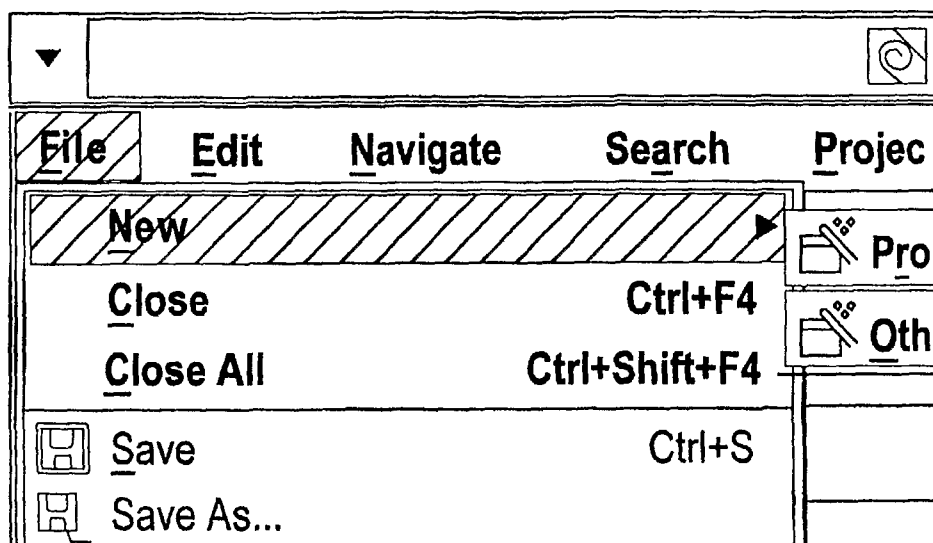 File Edit Navigate Search Projec
New
Pro
Close Ctrl+F4
Oth
Close All Ctrl+Shift+F4
Save Ctrl+S
Save As...